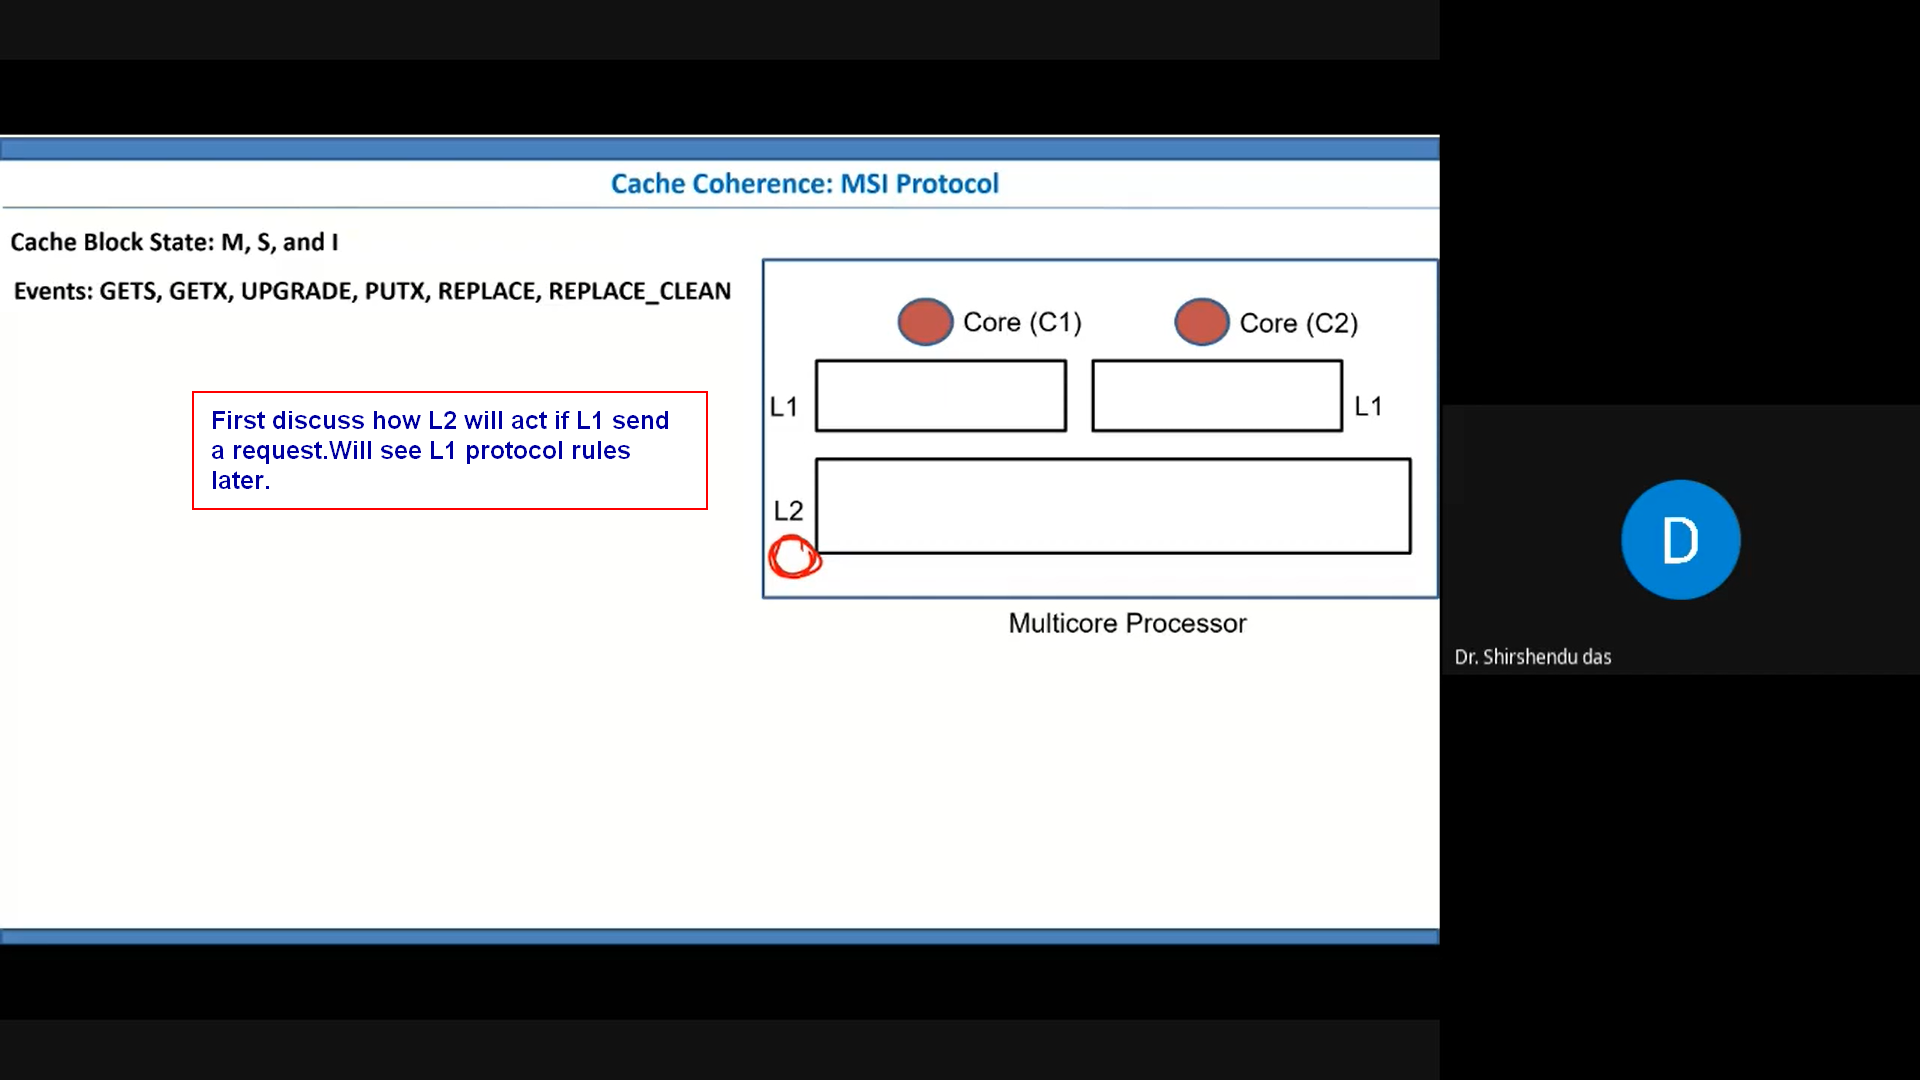 Cache Coherence: MSI Protocol
Cache Block State: M, S, and I
Events: GETS, GETX, UPGRADE, PUTX, REPLACE, REPLACE_CLEAN
First discuss how L2 will act if L1 send
a request.Will see L1 protocol rules
later.
Core (C1)
Core (C2)
L1
L1
L2
Multicore Processor
D
Dr. Shirshendu das